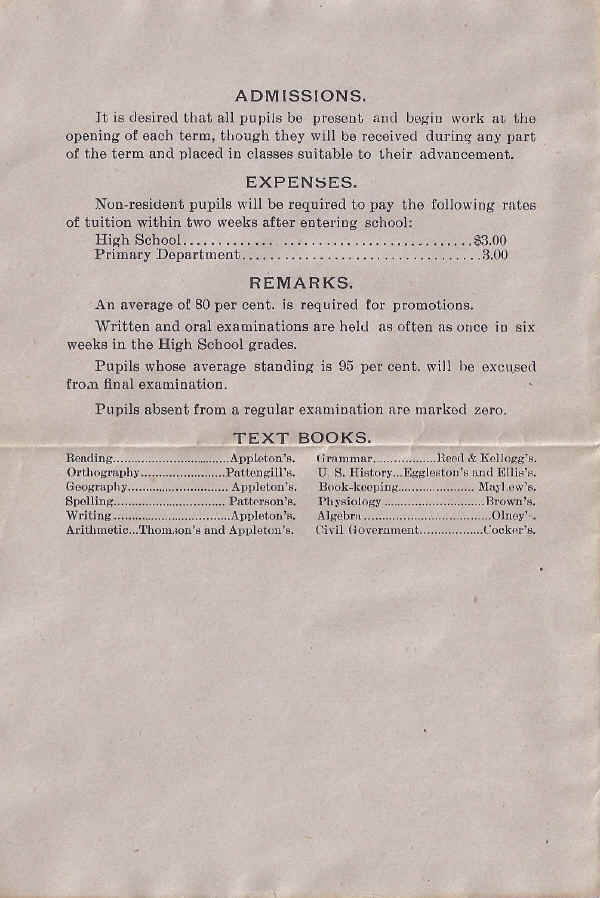 ADMISSIONS.
It is desired that all pupils be present and begin work at the
opening of each term, though they will be received during any part
of the term and placed in classes suitable to their advancement.
EXPENSES.
Non-resident pupils will be required to pay the following rates
of tuition within two weeks after entering school:
High School.............. ............................$3.00
Primary Department...................................3.00
REMARKS.
An average of 80 per cent. is required for promotions.
Written and oral examinations are held as often as once in six
weeks in the High School grades.
Pupils whose average standing is 95 per cent. will be excused
from final examination.
Pupils absent from a regular examination are marked zero.
TEXT BOOKS.
Reading................................Appleton's.
Orthography........................Pattengill's.
Geography............................ Appleton's.
Spelling............................... Patterson's.
Writing................................Appleton's.
Arithmetic...Thomson's and Appleton's.
Grammar.................Reed & Kellogg's.
U. S. History...Eggleston's and Ellis's.
Book-keeping..................... Mayhew's.
Physiology ...........................Brown's.
Algebra...................................Olney's.
Civil Government..................Cocker's.